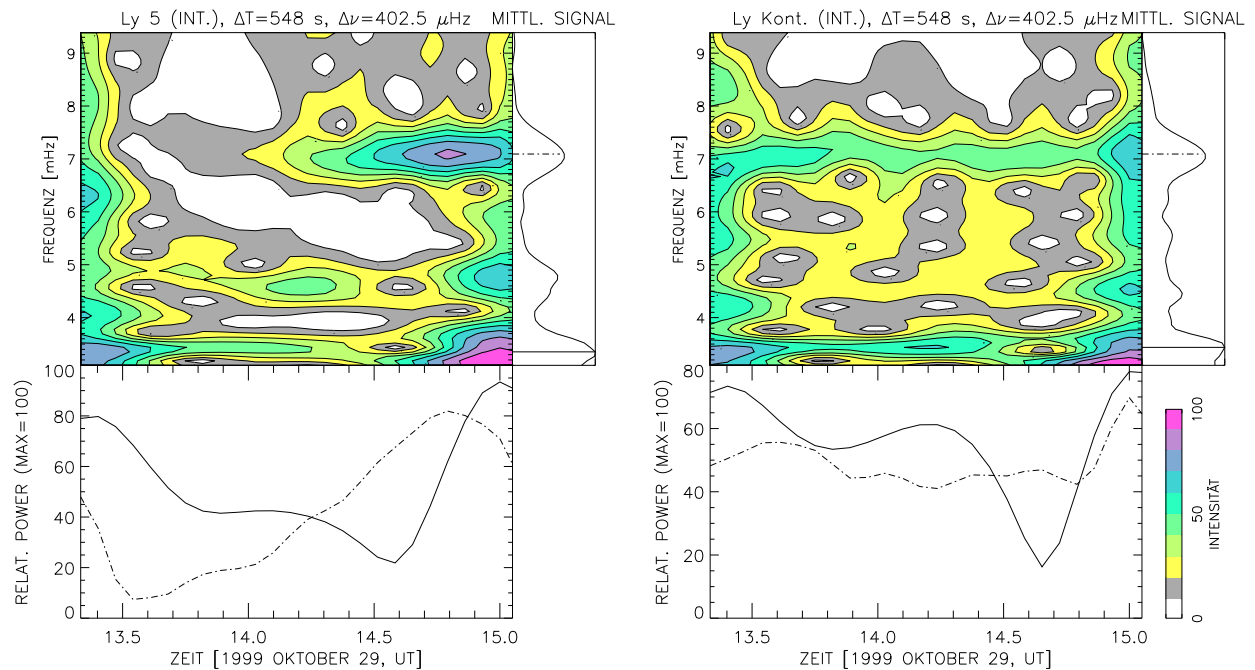 Ly 5 (INT.), ΔT=548 s, Δν=402.5 μHz MITTL. SIGNAL
9
8
7
6
5
4
FREQUENZ [mHz]
100
80
60
40
20
0
RELAT. POWER (MAX=100)
13.5 14.0 14.5 15.0
ZEIT [1999 OKTOBER 29, UT]
Ly Kont. (INT.), ΔT=548 s, Δν=402.5 μHz MITTL. SIGNAL
9
8
7
6
5
4
FREQUENZ [mHz]
80
60
40
20
0
RELAT. POWER (MAX=100)
13.5 14.0 14.5 15.0
ZEIT [1999 OKTOBER 29, UT]
100
50
0
INTENSITÄT